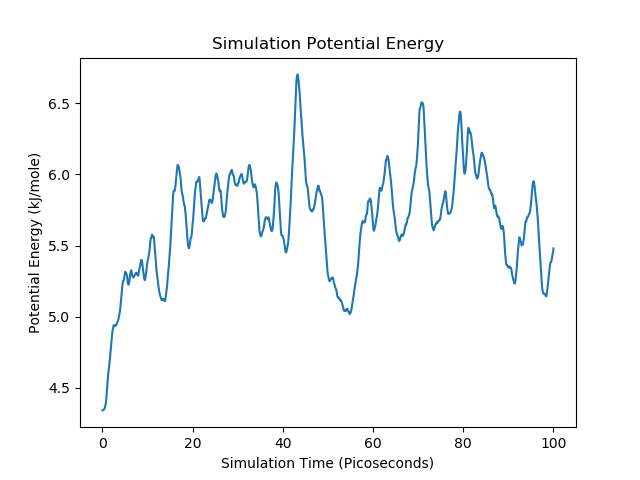 Simulation Potential Energy
Potential Energy (kJ/mole)
6.5
6.0
5.5
5.0
4.5
0 20 40 60 80 100
Simulation Time (Picoseconds)